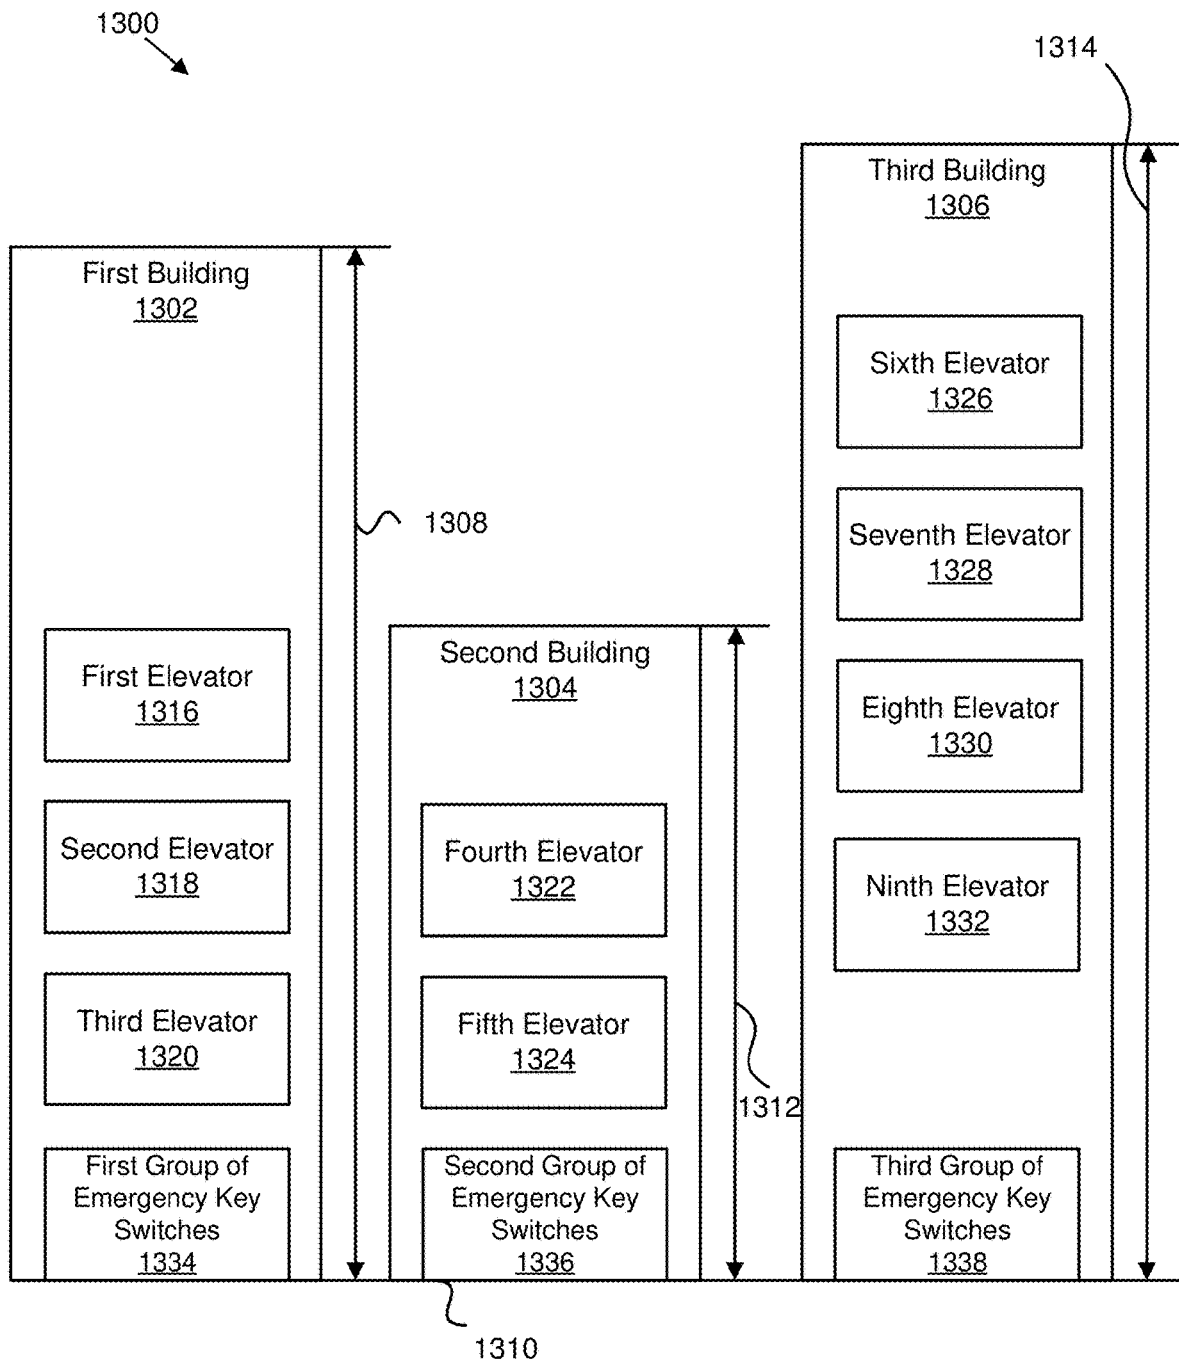 1300
1314
Third Building
1306
First Building
1302
Sixth Elevator
1326
1308
Seventh Elevator
1328
First Elevator
1316
Second Building
1304
Eighth Elevator
1330
Second Elevator
1318
Fourth Elevator
1322
Ninth Elevator
1332
Third Elevator
1320
Fifth Elevator
1324
1312
First Group of
Emergency Key
Switches
1334
Second Group of
Emergency Key
Switches
1336
Third Group of
Emergency Key
Switches
1338
1310